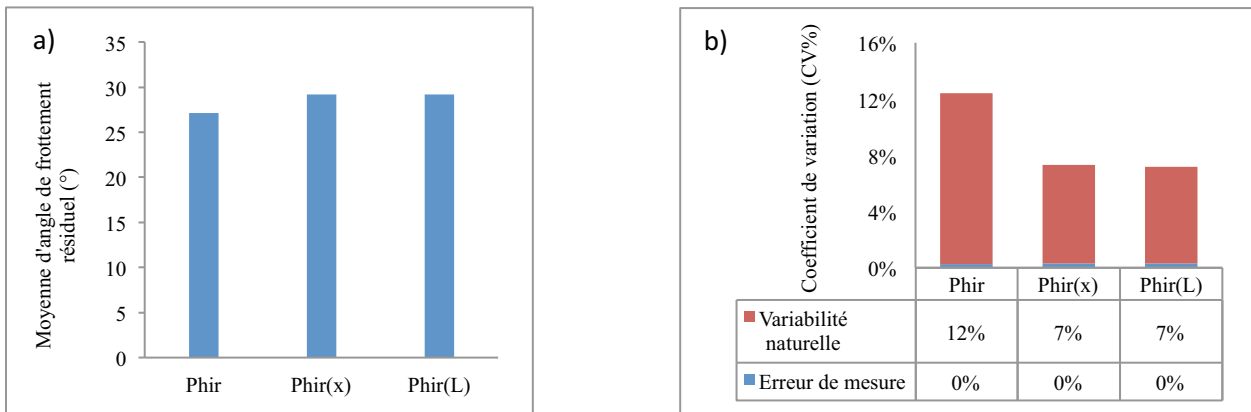 a)
Moyenne d'angle de frottement
résiduel (°)
35
30
25
20
15
10
5
0
Phir Phir(x) Phir(L)
b)
Coefficient de variation (CV%)
16%
12%
8%
4%
0%
Phir Phir(x) Phir(L)
Variabilité
naturelle
12% 7% 7%
Erreur de mesure 0% 0% 0%